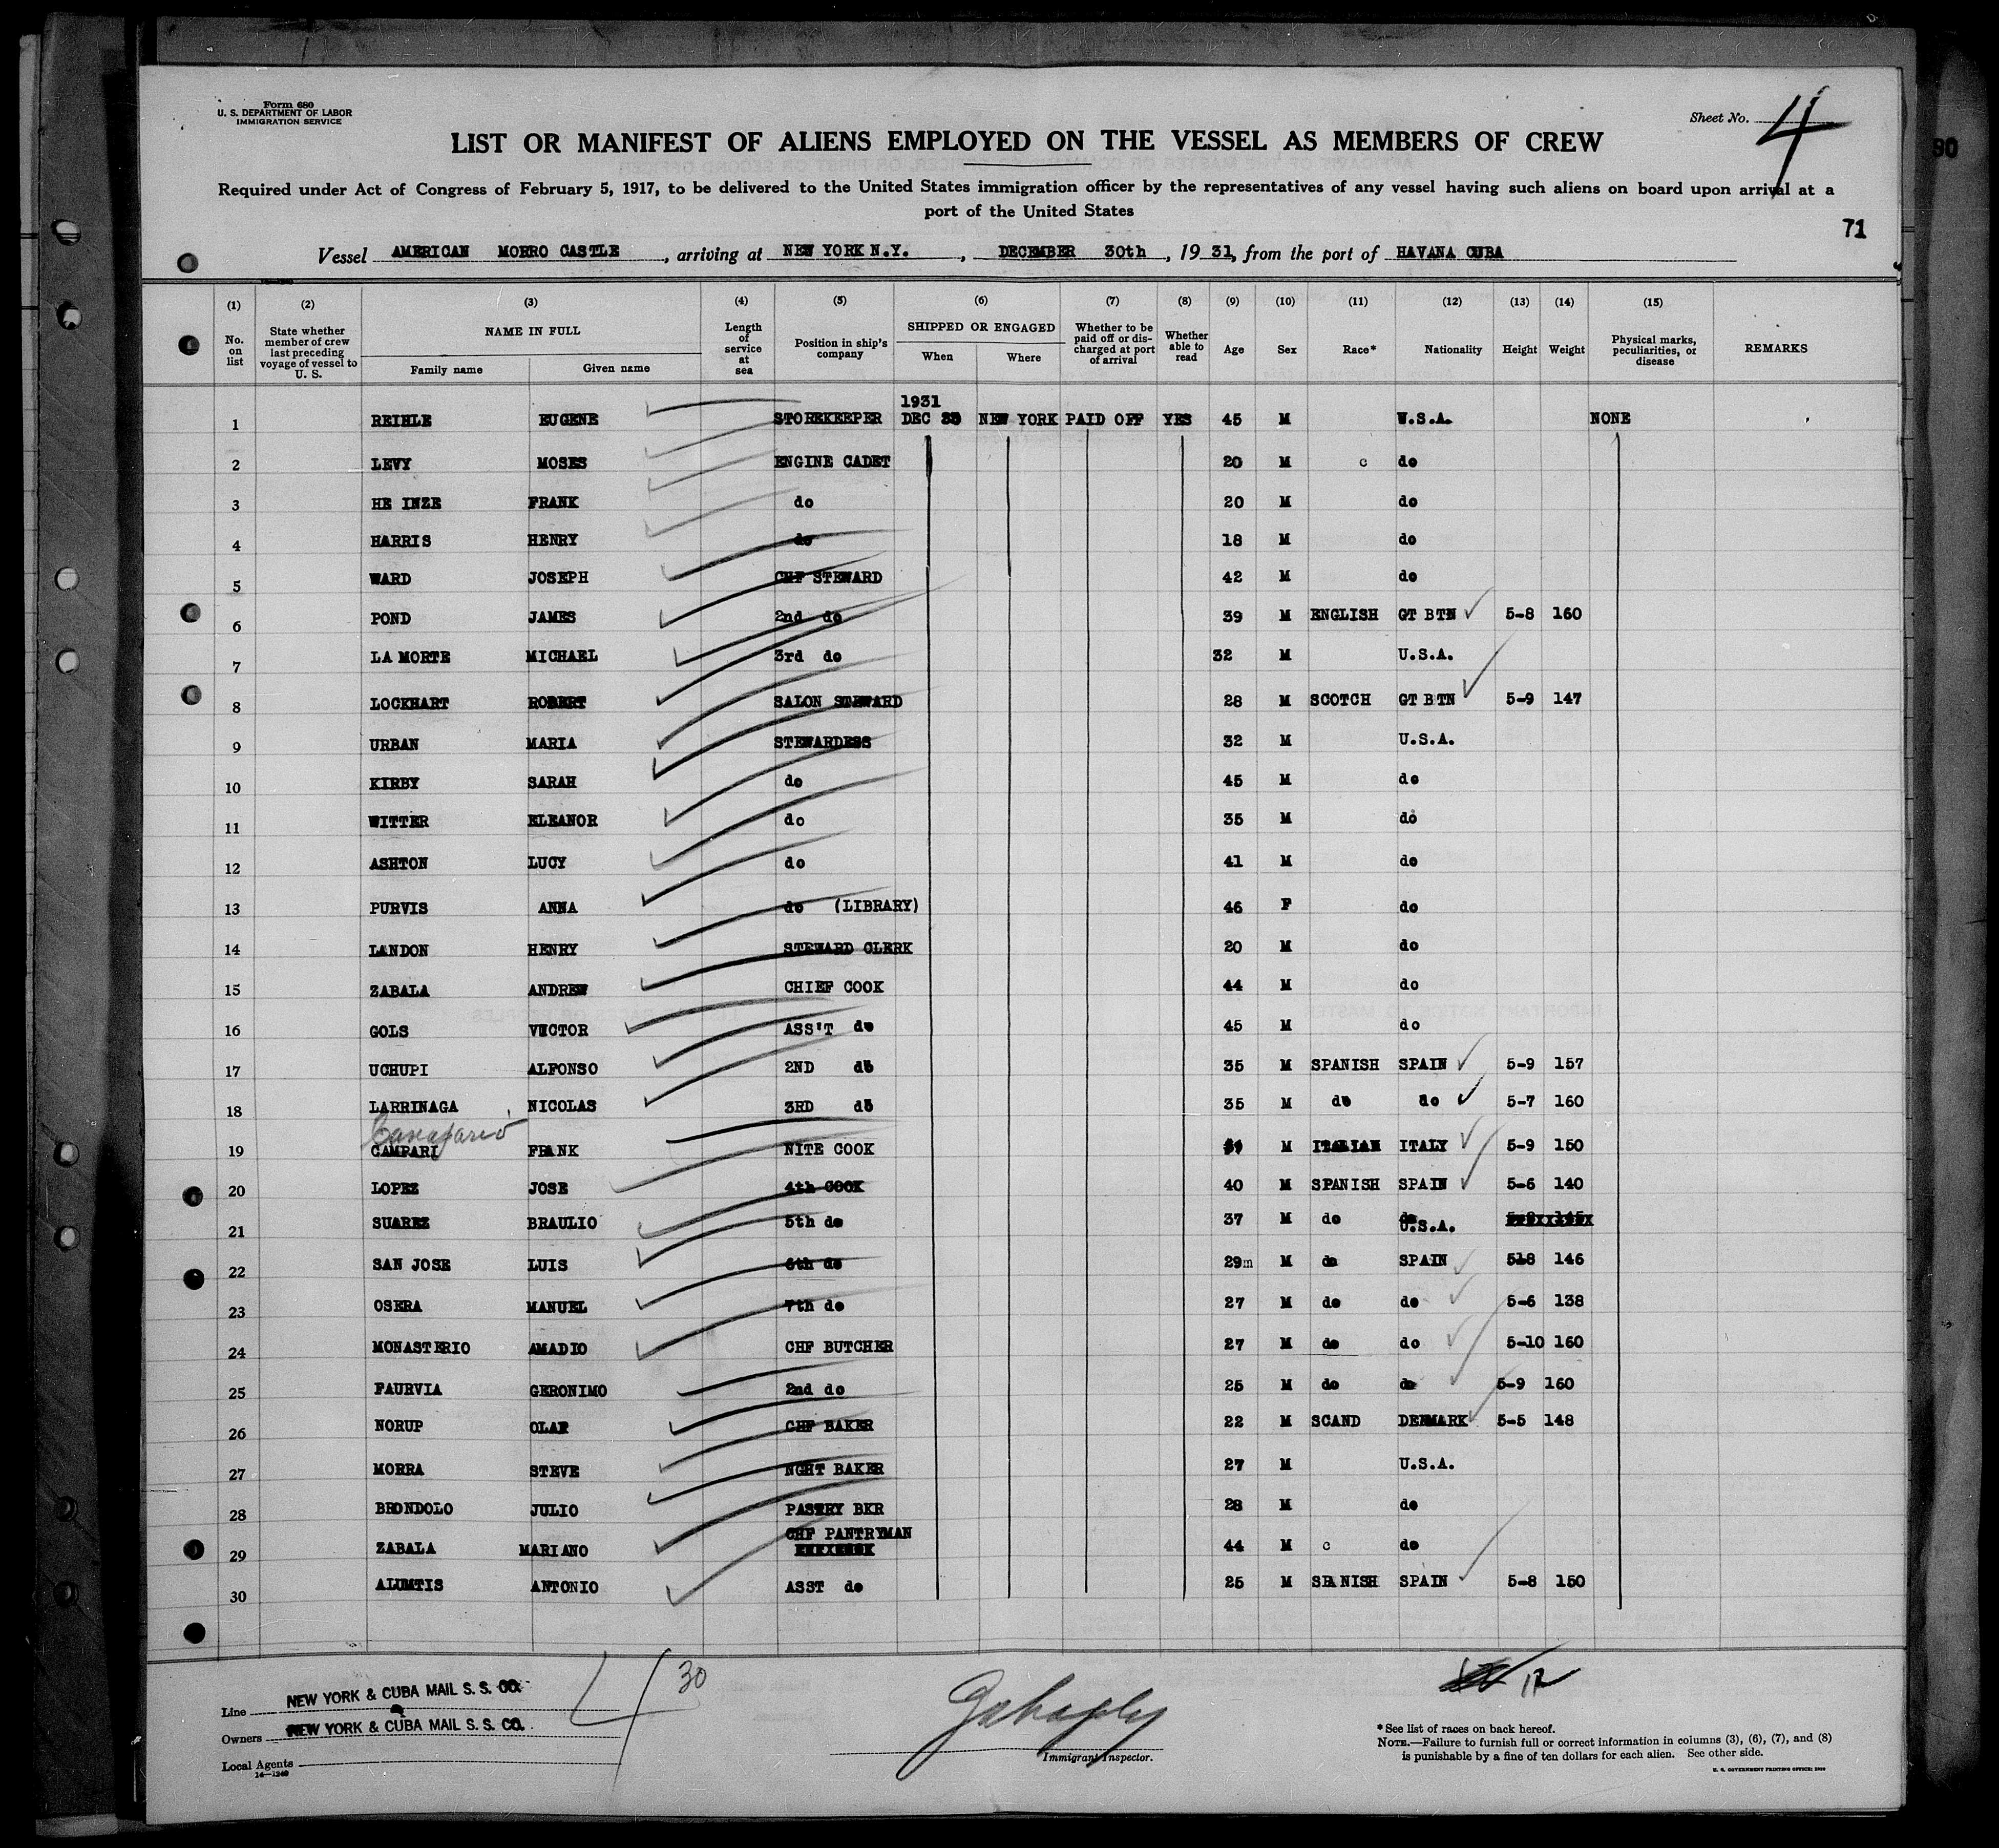 Form 680
U. S. DEPARTMENT OF LABOR
IMMIGRATION SERVICE
Sheet No. 4
LIST OR MANIFEST OF ALIENS EMPLOYED ON THE VESSEL AS MEMBERS OF CREW
90
Required under Act of Congress of February 5, 1917, to be delivered to the United States immigration officer by the representatives of any vessel having such aliens on board upon arrival at a
port of the United States
71
Vessel AMERICAN MORRO CASTLE , arriving at NEW YORK N.Y. , DECEMBER 30th , 19 31, from the port of HAVANA CUBA
(1) (2) (3) (4) (5) (6) (7) (8) (9) (10) (11) (12) (13) (14) (15)
No. on list State whether member of crew last preceding voyage of vessel to U. S. NAME IN FULL Family name Given name Length of service at sea Position in ship's company SHIPPED OR ENGAGED When Where Whether to be paid off or discharged at port of arrival Whether able to read Age Sex Race* Nationality Height Weight Physical marks, peculiarities, or disease REMARKS
1931
1 REIHLE EUGENE STOREKEEPER DEC NEW YORK PAID OFF YES 45 M U.S.A. NONE
2 LEVY MOSES ENGINE CADET 20 M c do
3 HE INZE FRANK do 20 M do
4 HARRIS HENRY do 18 M do
5 WARD JOSEPH CHF STEWARD 42 M do
6 POND JAMES 2nd do 39 M ENGLISH GT BTN 5-8 160
7 LA MORTE MICHAEL 3rd do 32 M U.S.A.
8 LOCKHART ROBERT SALON STEWARD 28 M SCOTCH GT BTN 5-9 147
9 URBAN MARIA STEWARDESS 32 M U.S.A.
10 KIRBY SARAH do 45 M do
11 WITTER ELEANOR do 35 M do
12 ASHTON LUCY do 41 M do
13 PURVIS ANNA do (LIBRARY) 46 F do
14 LANDON HENRY STEWARD CLERK 20 M do
15 ZABALA ANDREW CHIEF COOK 44 M do
16 GOLS VICTOR ASS'T do 45 M do
17 UCHUPI ALFONSO 2ND do 35 M SPANISH SPAIN 5-9 157
18 LARRINAGA NICOLAS 3RD do 35 M do do 5-7 160
19 CAMPARI FRANK NITE COOK M ITALIAN ITALY 5-9 150
20 LOPEZ JOSE 4th COOK 40 M SPANISH SPAIN 5-6 140
21 SUAREZ BRAULIO 5th do 37 M do U.S.A.
22 SAN JOSE LUIS 6th do 29m M do SPAIN 5-8 146
23 OSERA MANUEL 7th do 27 M do do 5-6 138
24 MONASTERIO AMADIO CHF BUTCHER 27 M do do 5-10 160
25 FAURVIA GERONIMO 2nd do 25 M do do 5-9 160
26 NORUP OLAF CHF BAKER 22 M SCAND DENMARK 5-5 148
27 MORRA STEVE NGHT BAKER 27 M U.S.A.
28 BRONDOLO JULIO PASTRY BKR 28 M do
29 ZABALA MARIANO CHF PANTRYMAN 44 M c do
30 ALUMTIS ANTONIO ASST do 25 M SPANISH SPAIN 5-8 150
30
12
Line NEW YORK & CUBA MAIL S. S. CO.
Owners NEW YORK & CUBA MAIL S. S. CO.
Local Agents
14—1240
Immigrant Inspector.
* See list of races on back hereof.
NOTE.—Failure to furnish full or correct information in columns (3), (6), (7), and (8)
is punishable by a fine of ten dollars for each alien. See other side.
U. S. GOVERNMENT PRINTING OFFICE: 1930